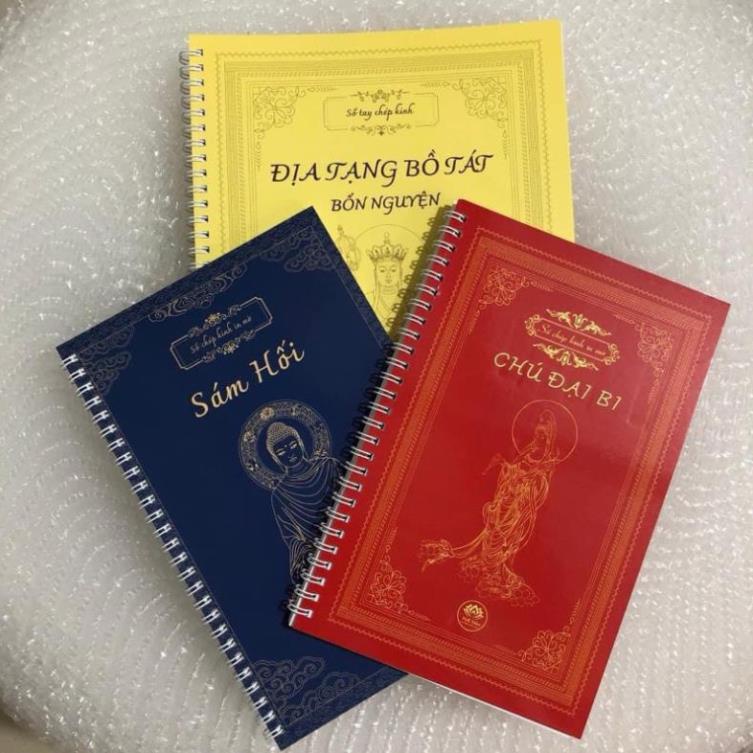 Sổ tay chép kinh
ĐỊA TẠNG BỒ TÁT
BỔN NGUYỆN
Sổ chép kinh in mờ
Sám Hối
Sổ chép kinh in mờ
CHÚ ĐẠI BI